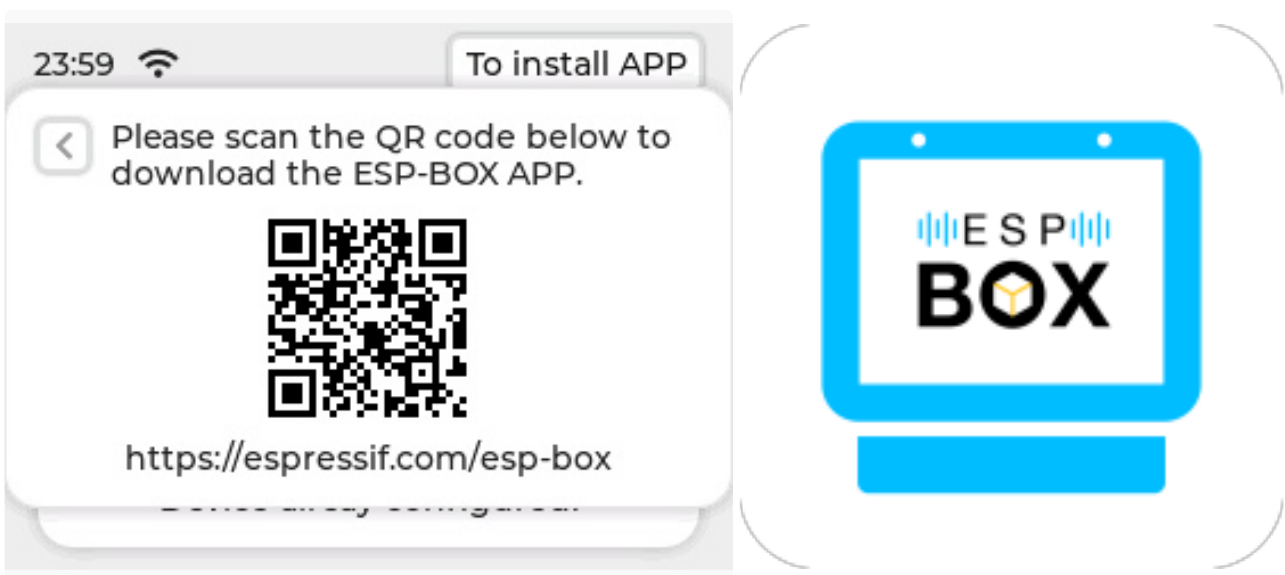 23:59
To install APP
Please scan the QR code below to
download the ESP-BOX APP.
https://espressif.com/esp-box
ESP
BOX